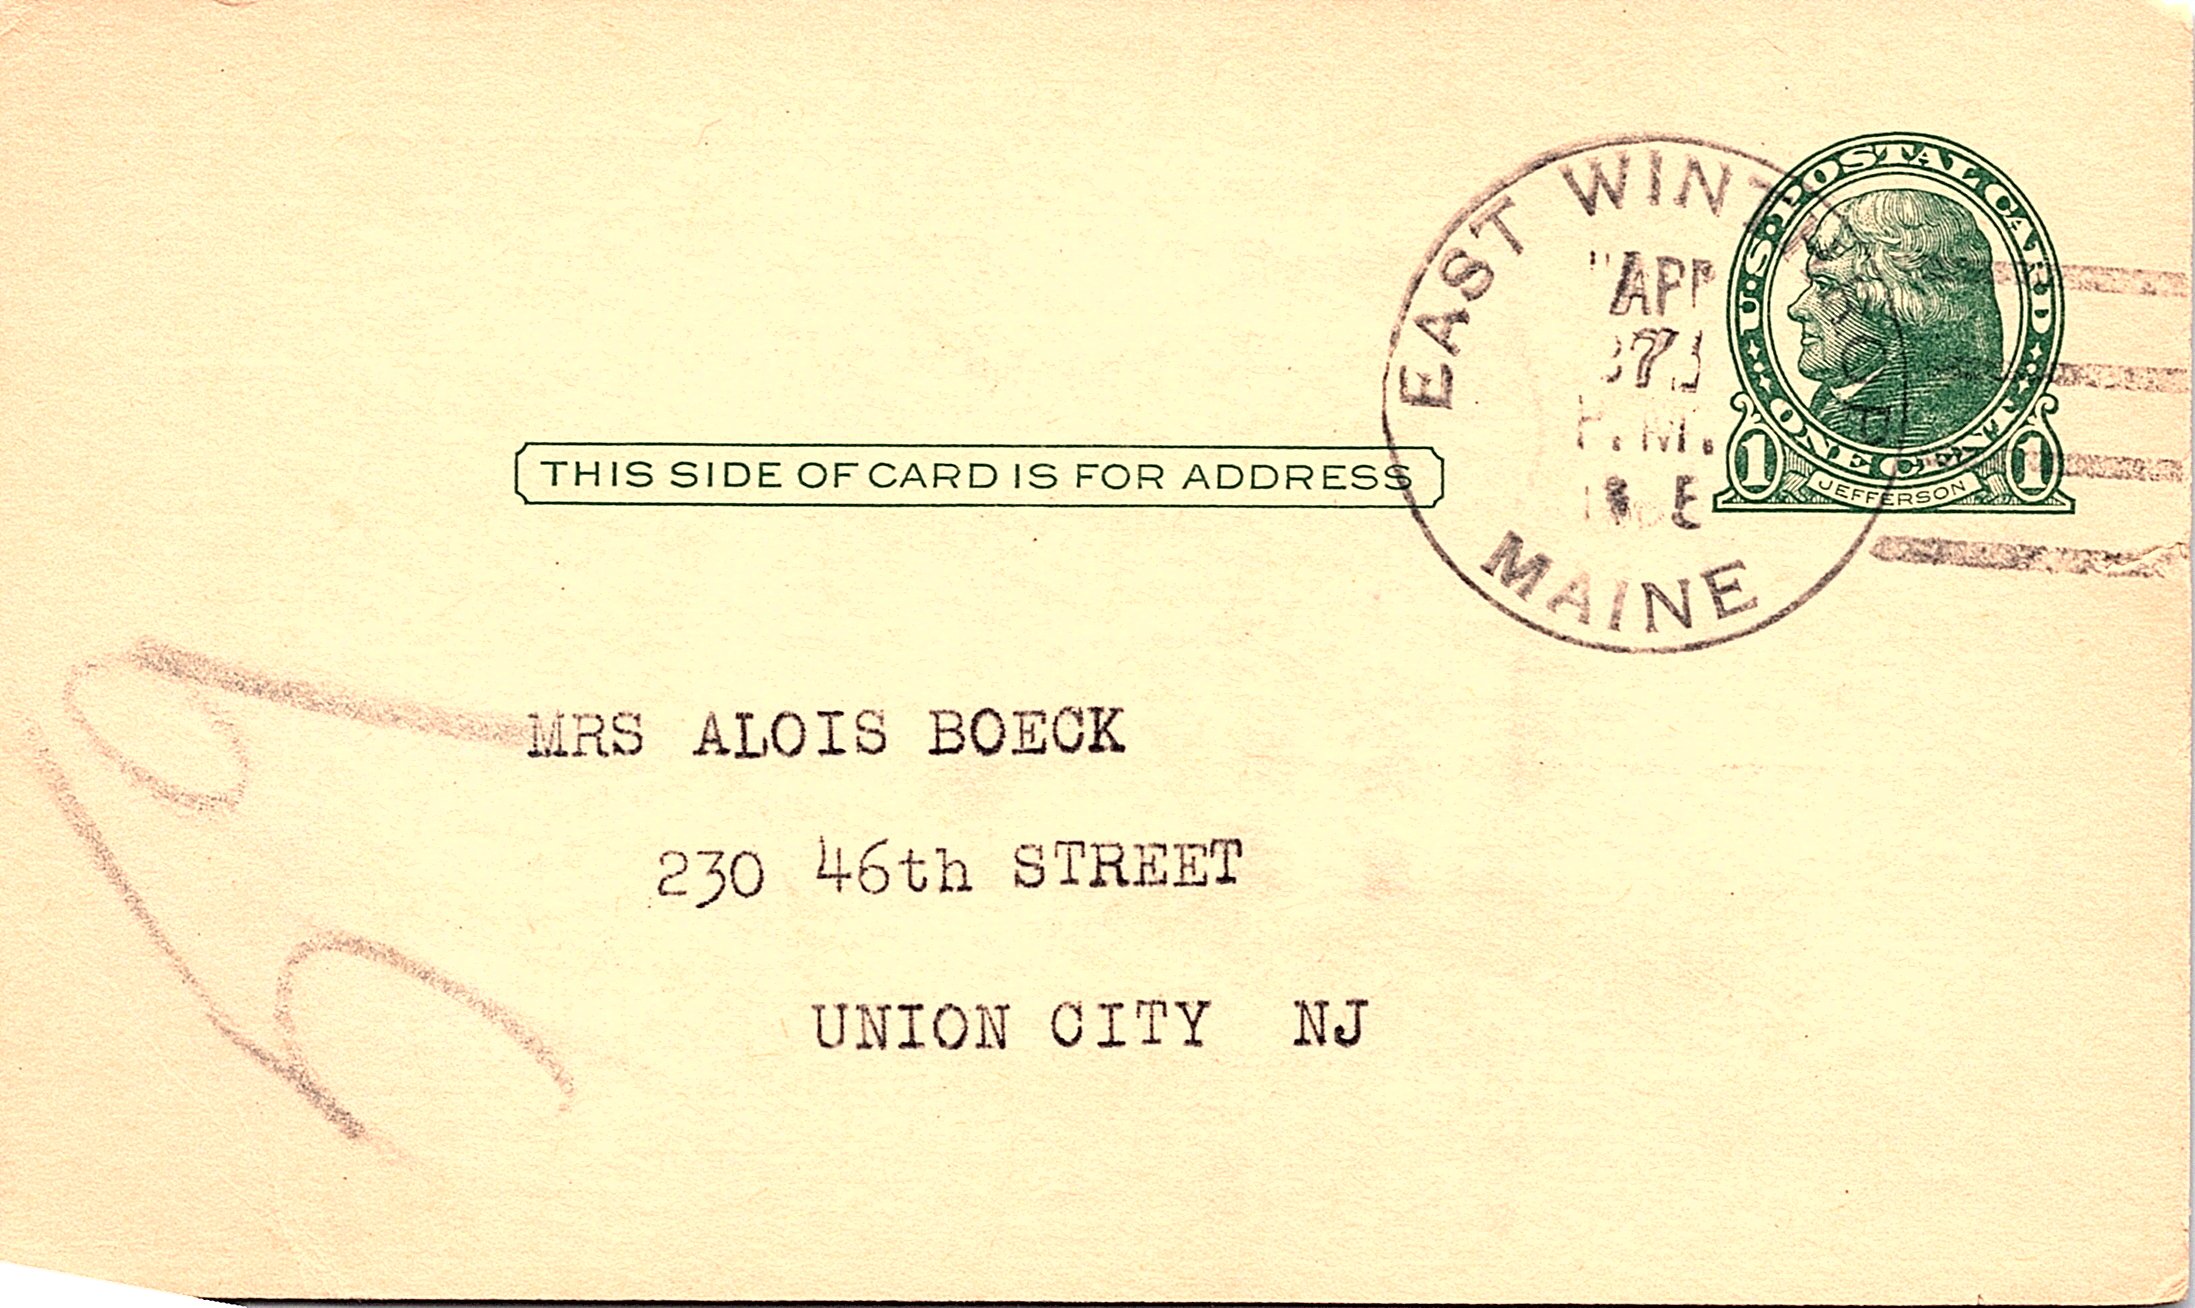 U.S. POSTAL CARD
ONE CENT
1 1
JEFFERSON
EAST WINTHROP
APR
P.M.
MAINE
THIS SIDE OF CARD IS FOR ADDRESS
MRS ALOIS BOECK
230 46th STREET
UNION CITY NJ